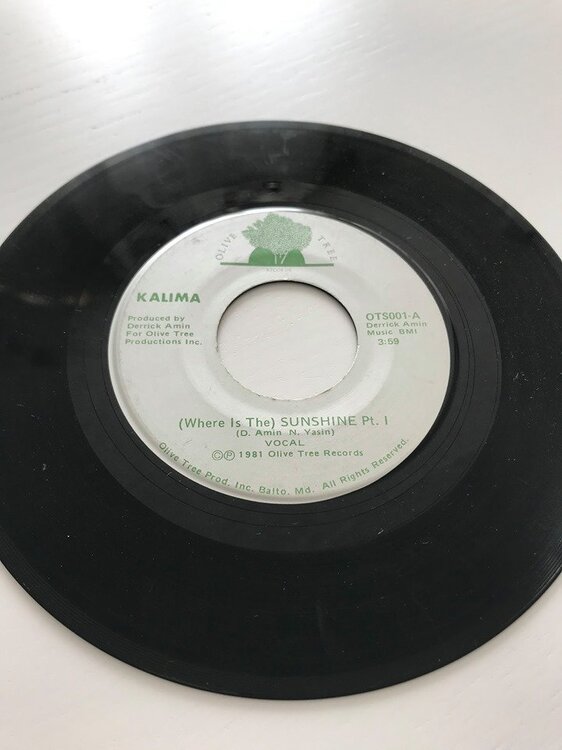 OLIVE TREE
RECORDS
KALIMA
Produced by
Derrick Amin
For Olive Tree
Productions Inc.
OTS001-A
Derrick Amin
Music BMI
3:59
(Where Is The) SUNSHINE Pt. I
(D. Amin N. Yasin)
VOCAL
©℗ 1981 Olive Tree Records
Olive Tree Prod. Inc. Balto. Md. All Rights Reserved.